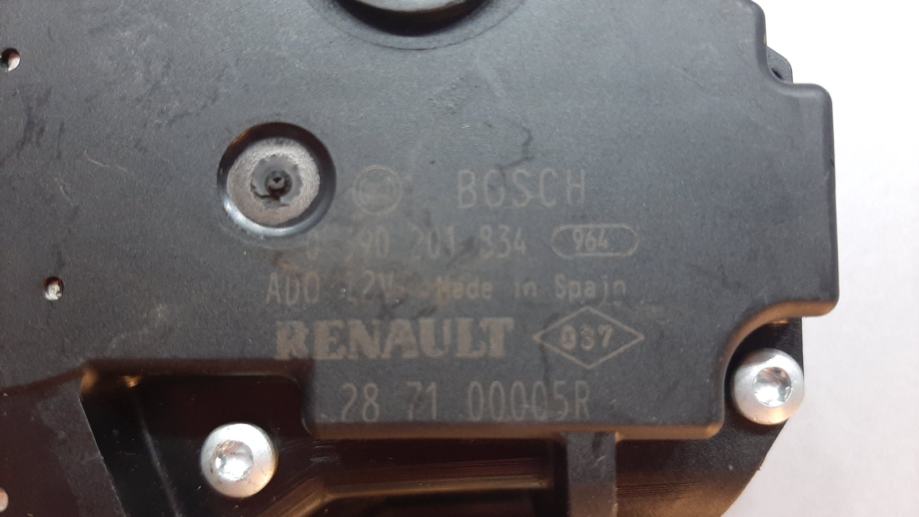 BOSCH
0 390 201 834 964
ADO 12V Made in Spain
RENAULT 037
28 71 00005R